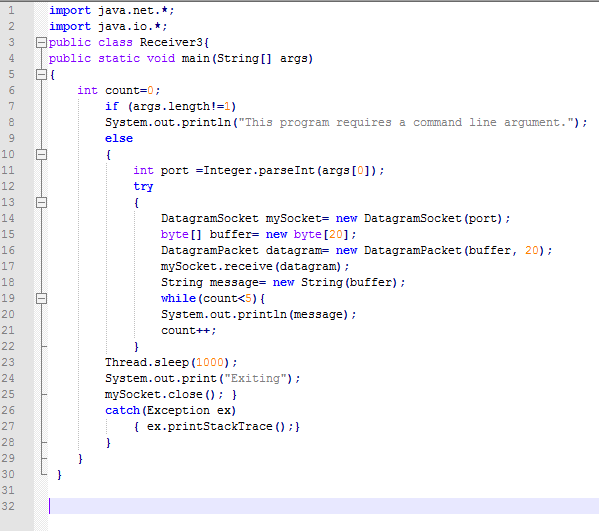 1 import java.net.*;
2 import java.io.*;
3 public class Receiver3{
4 public static void main(String[] args)
5 {
6 int count=0;
7 if (args.length!=1)
8 System.out.println("This program requires a command line argument.");
9 else
10 {
11 int port =Integer.parseInt(args[0]);
12 try
13 {
14 DatagramSocket mySocket= new DatagramSocket(port);
15 byte[] buffer= new byte[20];
16 DatagramPacket datagram= new DatagramPacket(buffer, 20);
17 mySocket.receive(datagram);
18 String message= new String(buffer);
19 while(count<5){
20 System.out.println(message);
21 count++;
22 }
23 Thread.sleep(1000);
24 System.out.print("Exiting");
25 mySocket.close(); }
26 catch(Exception ex)
27 { ex.printStackTrace();}
28 }
29 }
30 }
31
32